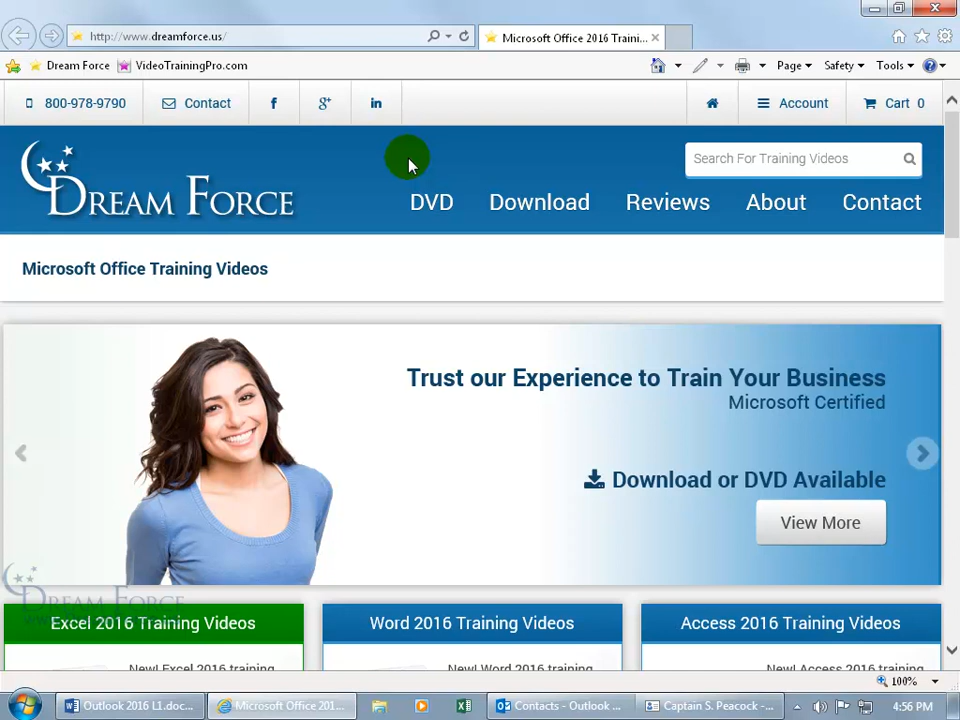 http://www.dreamforce.us/
Microsoft Office 2016 Traini...
Dream Force
VideoTrainingPro.com
Page
Safety
Tools
800-978-9790
Contact
Account
Cart 0
Search For Training Videos
DREAM FORCE
DVD
Download
Reviews
About
Contact
Microsoft Office Training Videos
Trust our Experience to Train Your Business
Microsoft Certified
Download or DVD Available
View More
DREAM FORCE
Excel 2016 Training Videos
Word 2016 Training Videos
Access 2016 Training Videos
New! Excel 2016 training
New! Word 2016 training
New! Access 2016 training
100%
Outlook 2016 L1.doc...
Microsoft Office 201...
Contacts - Outlook ...
Captain S. Peacock -...
4:56 PM